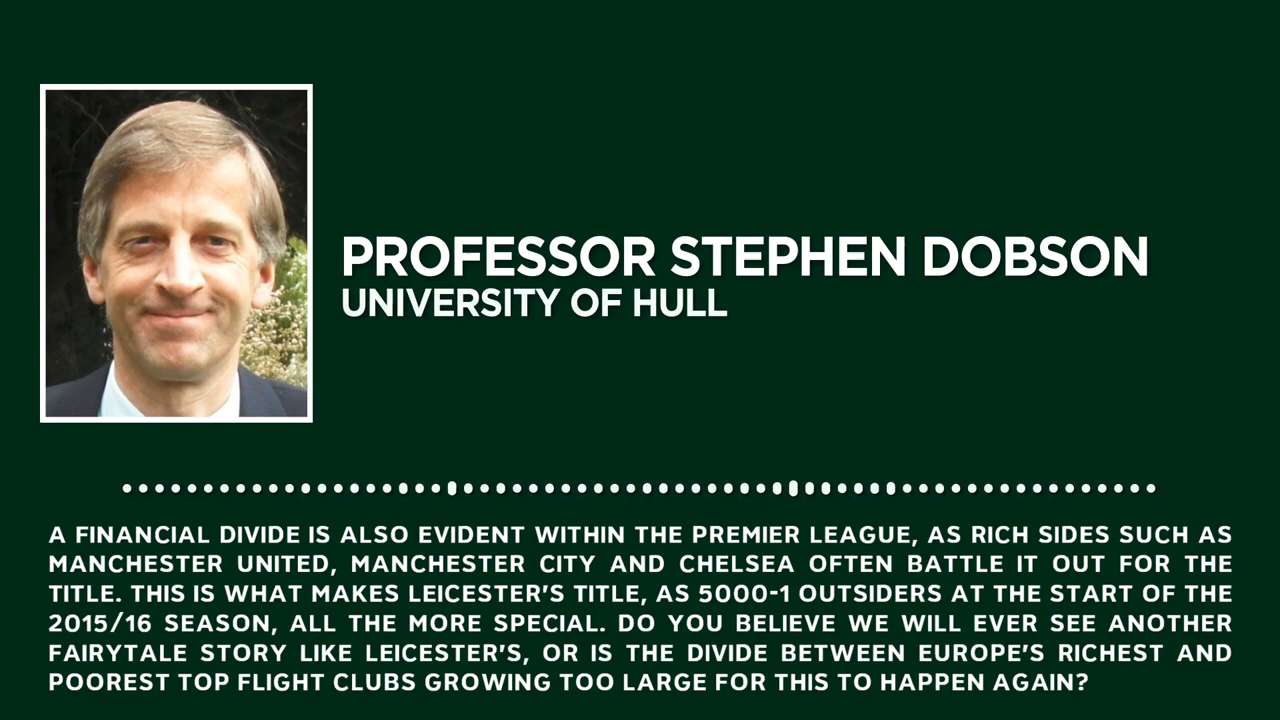 PROFESSOR STEPHEN DOBSON
UNIVERSITY OF HULL
A FINANCIAL DIVIDE IS ALSO EVIDENT WITHIN THE PREMIER LEAGUE, AS RICH SIDES SUCH AS
MANCHESTER UNITED, MANCHESTER CITY AND CHELSEA OFTEN BATTLE IT OUT FOR THE
TITLE. THIS IS WHAT MAKES LEICESTER'S TITLE, AS 5000-1 OUTSIDERS AT THE START OF THE
2015/16 SEASON, ALL THE MORE SPECIAL. DO YOU BELIEVE WE WILL EVER SEE ANOTHER
FAIRYTALE STORY LIKE LEICESTER'S, OR IS THE DIVIDE BETWEEN EUROPE'S RICHEST AND
POOREST TOP FLIGHT CLUBS GROWING TOO LARGE FOR THIS TO HAPPEN AGAIN?